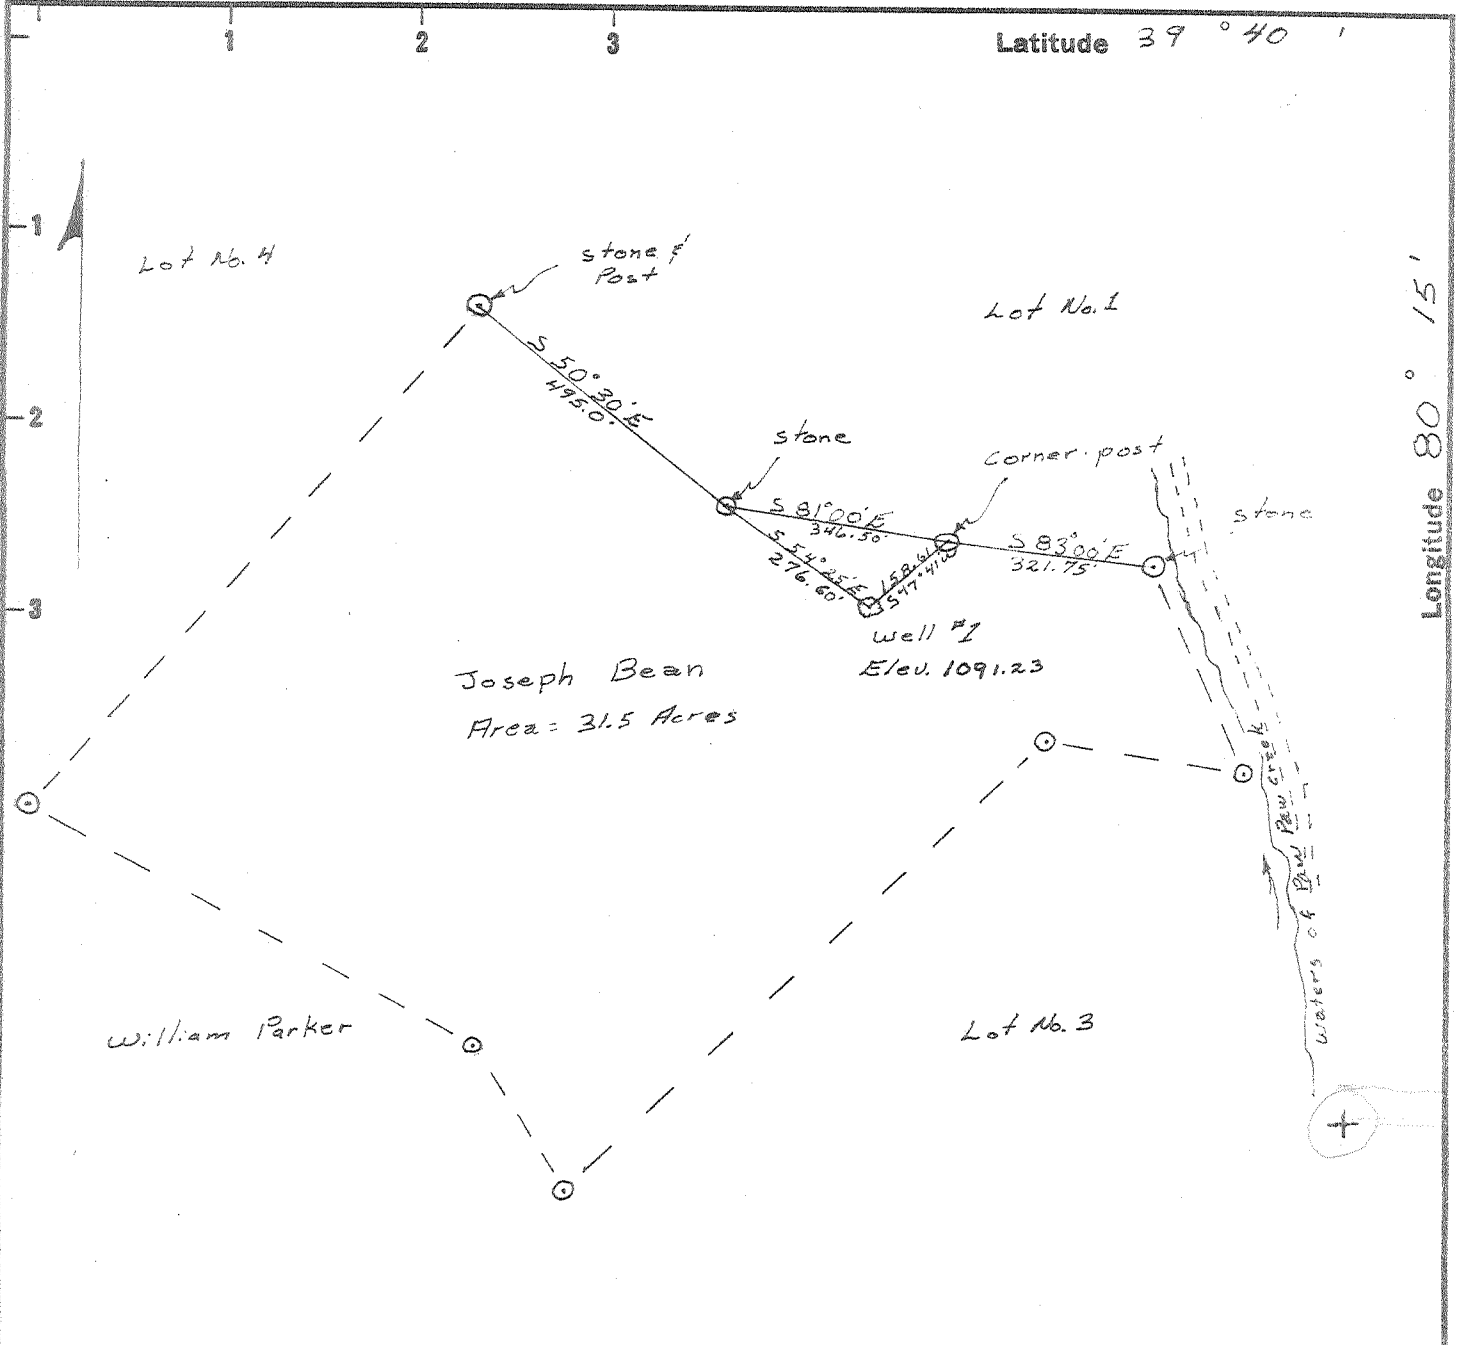 1 2 3
Latitude 39 ° 40 '
1
2
3
Longitude 80 ° 15 '
Lot No. 4
stone &
Post
Lot No. 1
S 50° 30' E
495.0'
stone
Corner post
S 81° 00' E
346.50'
S 83° 00' E
321.75'
stone
S 54° 25' E
276.60'
158.61
S 47° 41' W
Well #1
Elev. 1091.23
Joseph Bean
Area = 31.5 Acres
William Parker
Lot No. 3
Waters of Paw Paw Creek